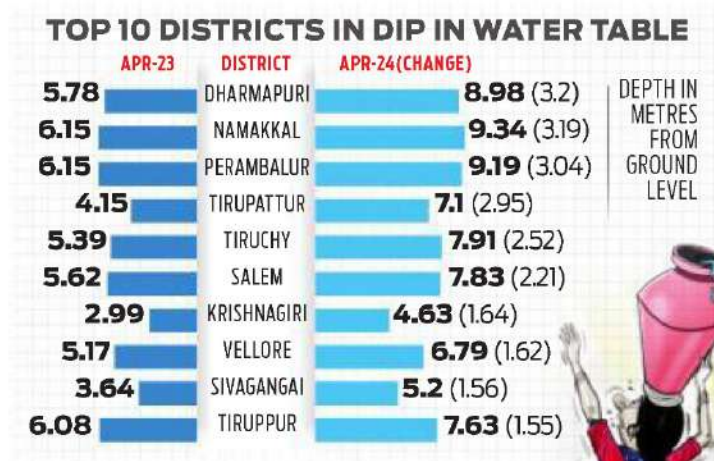 TOP 10 DISTRICTS IN DIP IN WATER TABLE
APR-23 DISTRICT APR-24(CHANGE)
5.78 DHARMAPURI 8.98 (3.2)
6.15 NAMAKKAL 9.34 (3.19)
6.15 PERAMBALUR 9.19 (3.04)
4.15 TIRUPATTUR 7.1 (2.95)
5.39 TIRUCHY 7.91 (2.52)
5.62 SALEM 7.83 (2.21)
2.99 KRISHNAGIRI 4.63 (1.64)
5.17 VELLORE 6.79 (1.62)
3.64 SIVAGANGAI 5.2 (1.56)
6.08 TIRUPPUR 7.63 (1.55)
DEPTH IN
METRES
FROM
GROUND
LEVEL